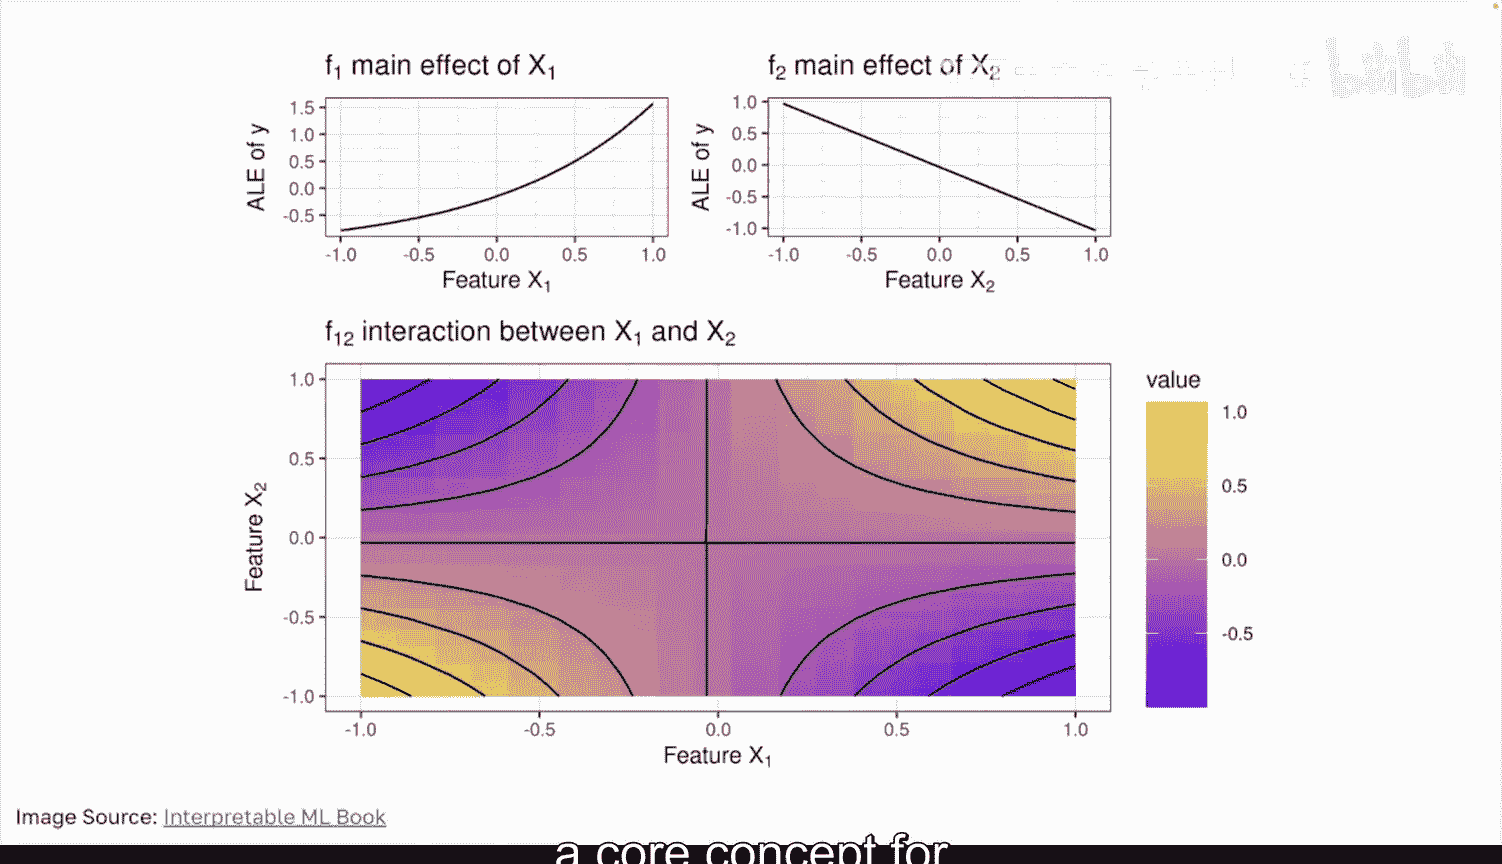 f1 main effect of X1
f2 main effect of X2
ALE of y
1.5
1.0
0.5
0.0
-0.5
-1.0
-0.5
0.0
0.5
1.0
Feature X1
ALE of y
1.0
0.5
0.0
-0.5
-1.0
-1.0
-0.5
0.0
0.5
1.0
Feature X2
f12 interaction between X1 and X2
Feature X2
1.0
0.5
0.0
-0.5
-1.0
-1.0
-0.5
0.0
0.5
1.0
Feature X1
value
1.0
0.5
0.0
-0.5
Image Source: Interpretable ML Book
a core concept for